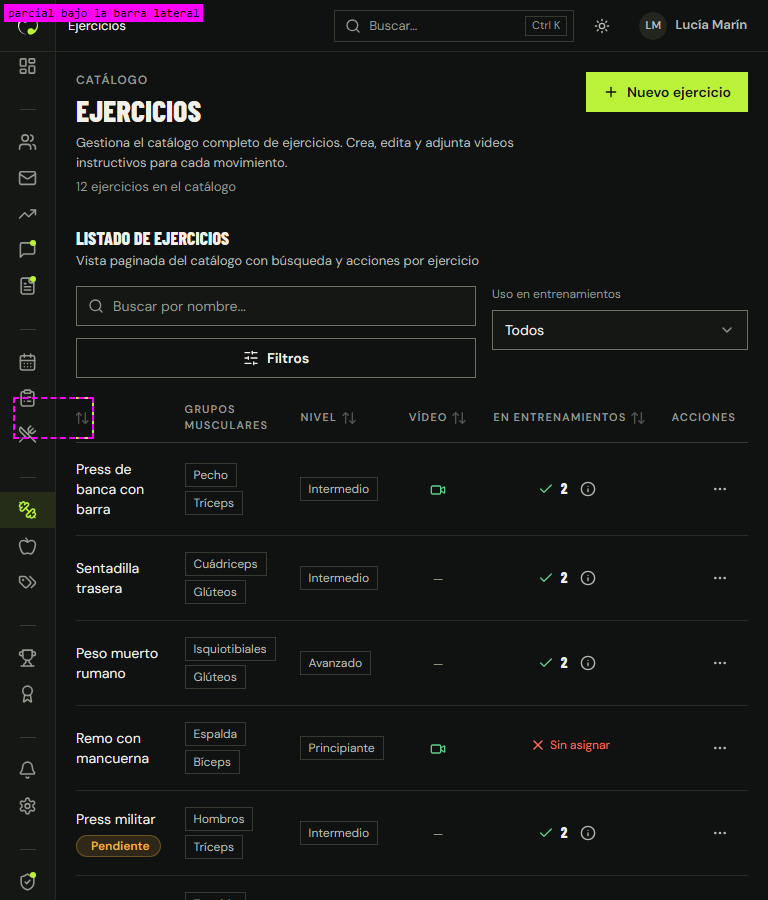 parcial bajo la barra lateral
Ejercicios
Buscar...
Ctrl K
LM
Lucía Marín
CATÁLOGO
EJERCICIOS
Nuevo ejercicio
Gestiona el catálogo completo de ejercicios. Crea, edita y adjunta videos
instructivos para cada movimiento.
12 ejercicios en el catálogo
LISTADO DE EJERCICIOS
Vista paginada del catálogo con búsqueda y acciones por ejercicio
Buscar por nombre...
Uso en entrenamientos
Todos
Filtros
GRUPOS
MUSCULARES
NIVEL
VÍDEO
EN ENTRENAMIENTOS
ACCIONES
Press de
banca con
barra
Pecho
Tríceps
Intermedio
2
Sentadilla
trasera
Cuádriceps
Glúteos
Intermedio
–
2
Peso muerto
rumano
Isquiotibiales
Glúteos
Avanzado
–
2
Remo con
mancuerna
Espalda
Bíceps
Principiante
Sin asignar
Press militar
Pendiente
Hombros
Tríceps
Intermedio
–
2